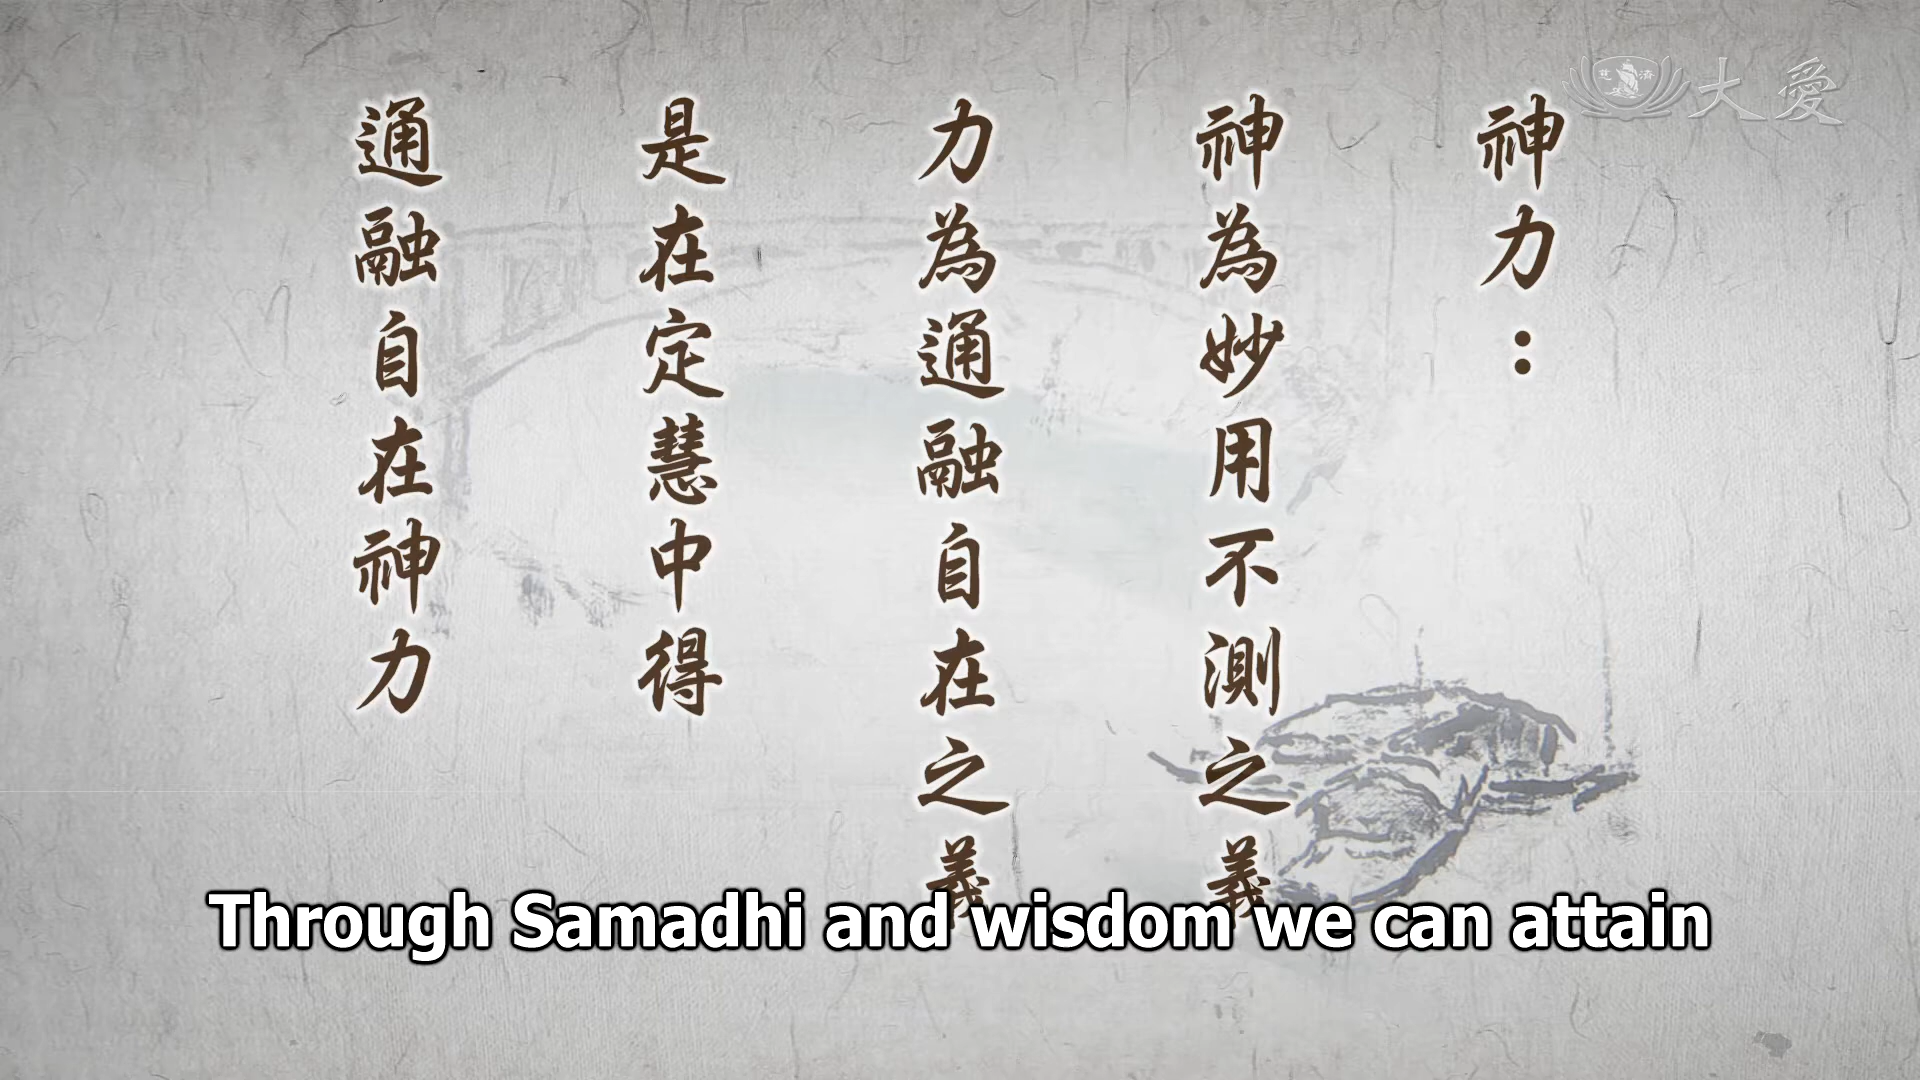 神力：
神為妙用不測之義
力為通融自在之義
是在定慧中得
通融自在神力
Through Samadhi and wisdom we can attain
慈濟
大愛